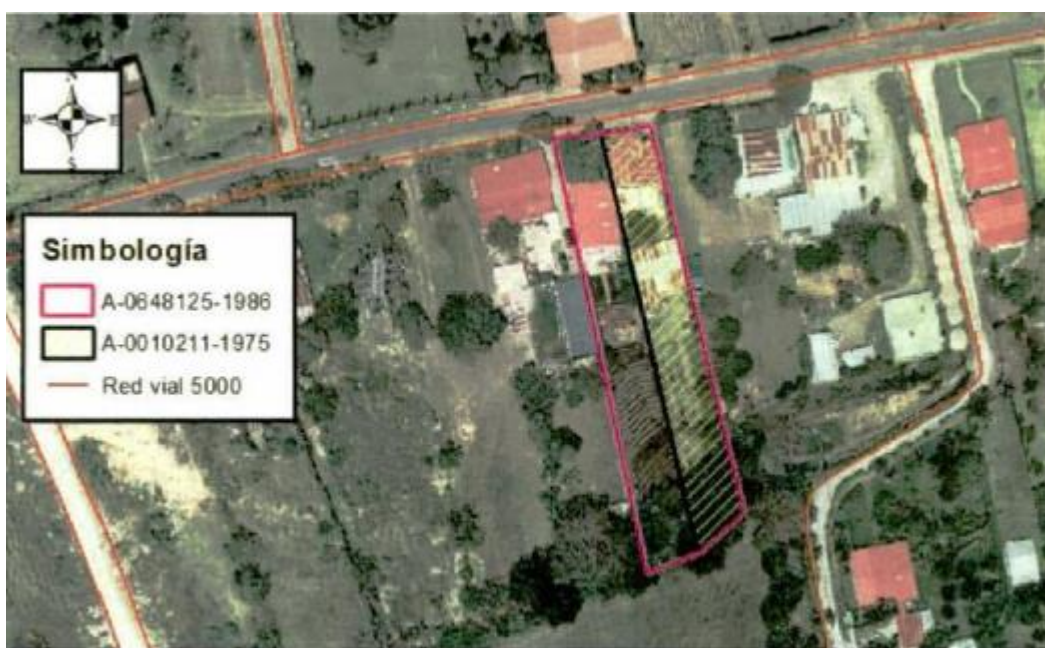 N
W E
S
Simbología
A-0648125-1986
A-0010211-1975
Red vial 5000